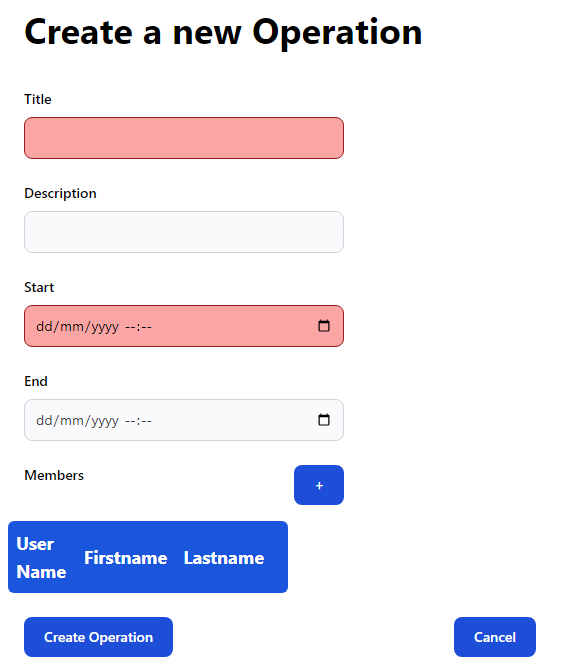 Create a new Operation
Title
Description
Start
dd/mm/yyyy --:--
End
dd/mm/yyyy --:--
Members
+
User Name Firstname Lastname
Create Operation
Cancel